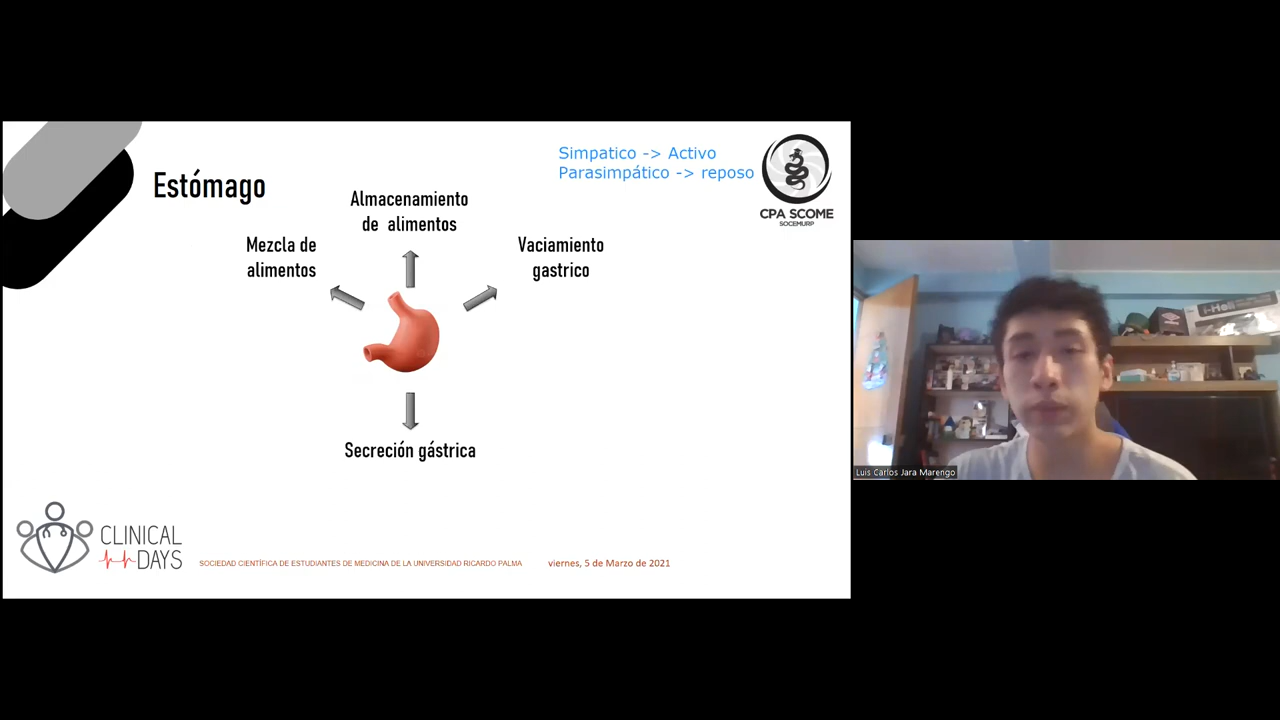 Simpatico -> Activo
Parasimpático -> reposo
Estómago
Almacenamiento
de alimentos
Mezcla de
alimentos
Vaciamiento
gastrico
Secreción gástrica
CPA SCOME
SOCEMURP
CLINICAL
DAYS
SOCIEDAD CIENTÍFICA DE ESTUDIANTES DE MEDICINA DE LA UNIVERSIDAD RICARDO PALMA
viernes, 5 de Marzo de 2021
i-Heli
Luis Carlos Jara Marengo